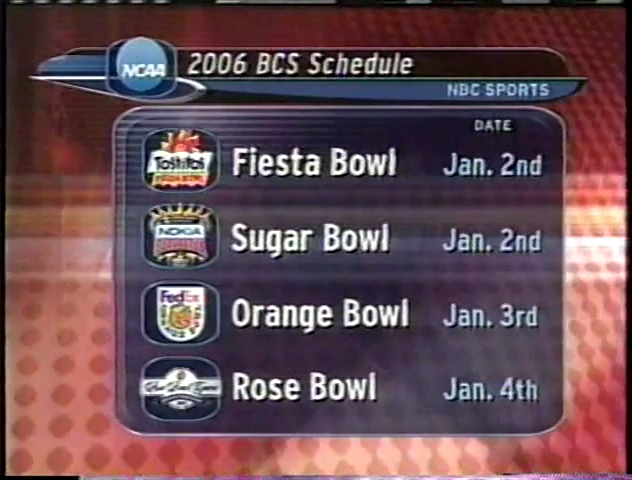 NCAA
2006 BCS Schedule
NBC SPORTS
DATE
Tostitos
Fiesta Bowl
Jan. 2nd
NOKIA
Sugar Bowl
Jan. 2nd
FedEx
Orange Bowl
Jan. 3rd
Rose Bowl
Jan. 4th